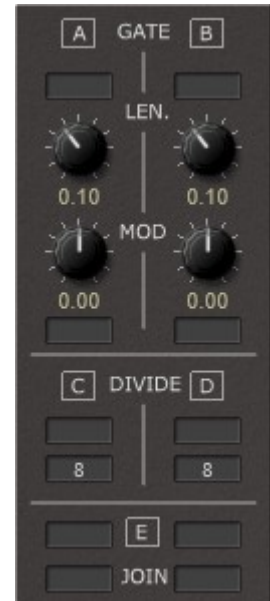 A GATE B
LEN.
0.10 0.10
MOD
0.00 0.00
C DIVIDE D
8 8
E
JOIN